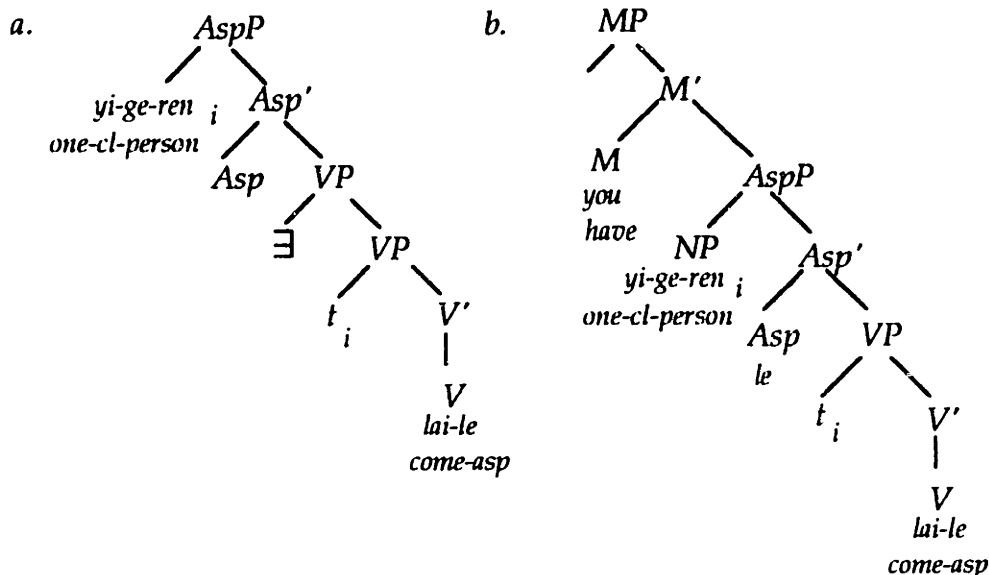 a.
AspP
yi-ge-ren i
one-cl-person
Asp'
Asp
VP
∃
VP
t i
V'
V
lai-le
come-asp
b.
MP
M'
M
you
have
AspP
NP
yi-ge-ren i
one-cl-person
Asp'
Asp
le
VP
t i
V'
V
lai-le
come-asp